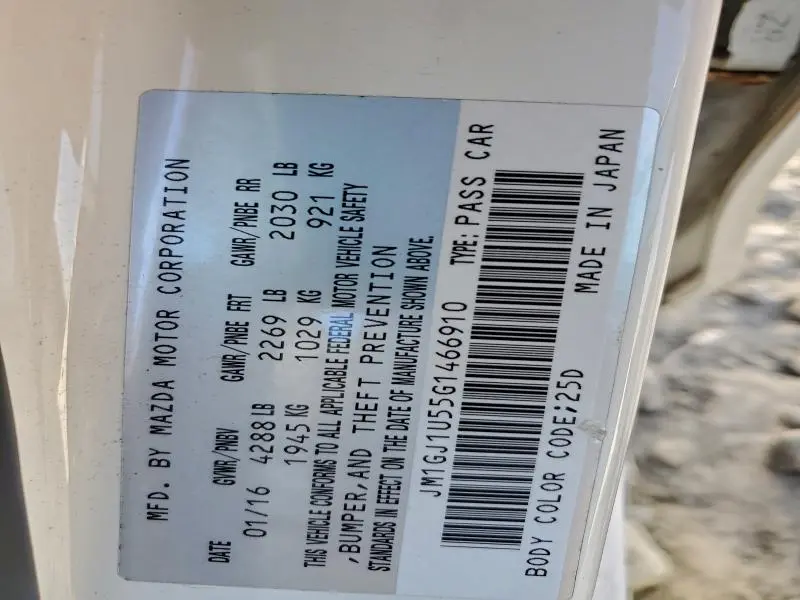 MFD. BY MAZDA MOTOR CORPORATION
DATE GVWR/PNBV GAWR/PNBE FRT GAWR/PNBE RR
01/16 4288 LB 2269 LB 2030 LB
1945 KG 1029 KG 921 KG
THIS VEHICLE CONFORMS TO ALL APPLICABLE FEDERAL MOTOR VEHICLE SAFETY
,BUMPER,AND THEFT PREVENTION
STANDARDS IN EFFECT ON THE DATE OF MANUFACTURE SHOWN ABOVE.
JM1GJ1U55G1466910 TYPE: PASS CAR
BODY COLOR CODE;25D MADE IN JAPAN